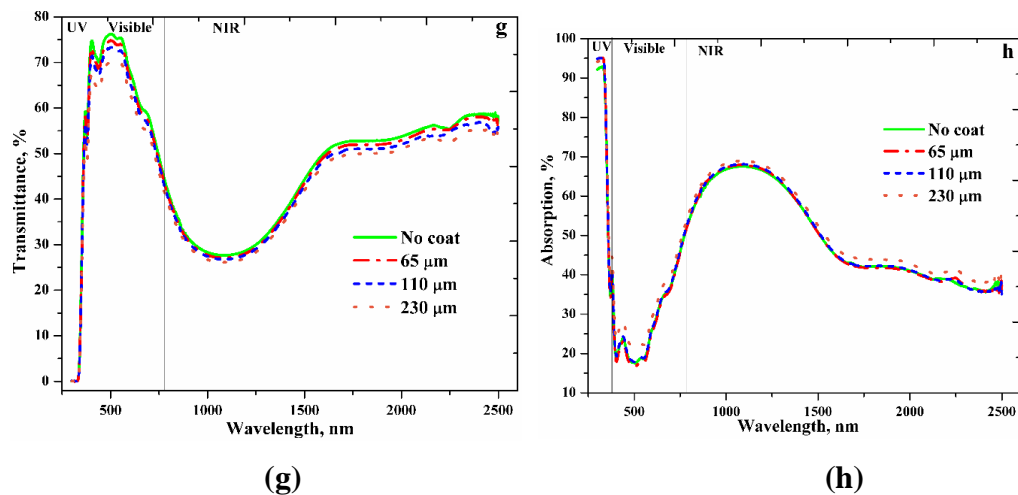 UV Visible NIR g
80
70
60
50
40
30
20
10
0
Transmittance, %
No coat
65 μm
110 μm
230 μm
500 1000 1500 2000 2500
Wavelength, nm
(g)
UV Visible NIR h
100
90
80
70
60
50
40
30
20
10
Absorption, %
No coat
65 μm
110 μm
230 μm
500 1000 1500 2000 2500
Wavelength, nm
(h)